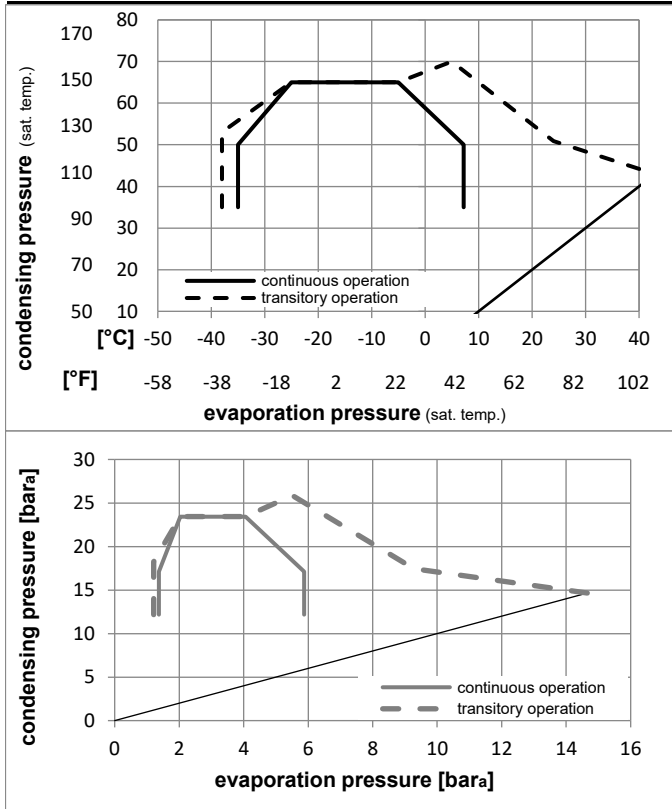 condensing pressure (sat. temp.)
170 80
70
150
60
130
50
110
40
90
30
70
20
50 10
continuous operation
transitory operation
[°C] -50 -40 -30 -20 -10 0 10 20 30 40
[°F] -58 -38 -18 2 22 42 62 82 102
evaporation pressure (sat. temp.)
condensing pressure [bara]
30
25
20
15
10
5
0
continuous operation
transitory operation
0 2 4 6 8 10 12 14 16
evaporation pressure [bara]